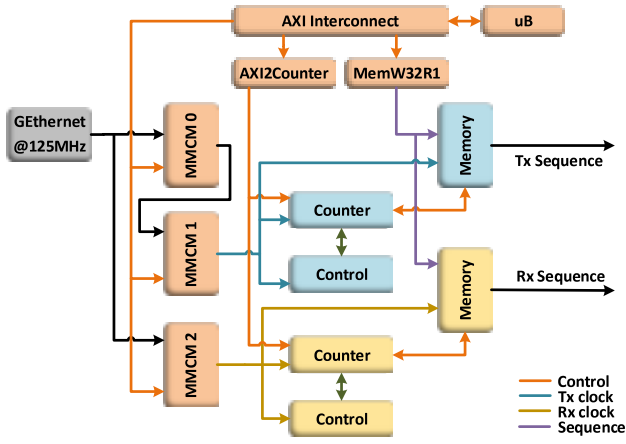 AXI Interconnect
uB
AXI2Counter
MemW32R1
GEthernet
@125MHz
MMCM 0
Memory
Tx Sequence
Counter
MMCM 1
Control
Memory
Rx Sequence
MMCM 2
Counter
Control
Control
Tx clock
Rx clock
Sequence